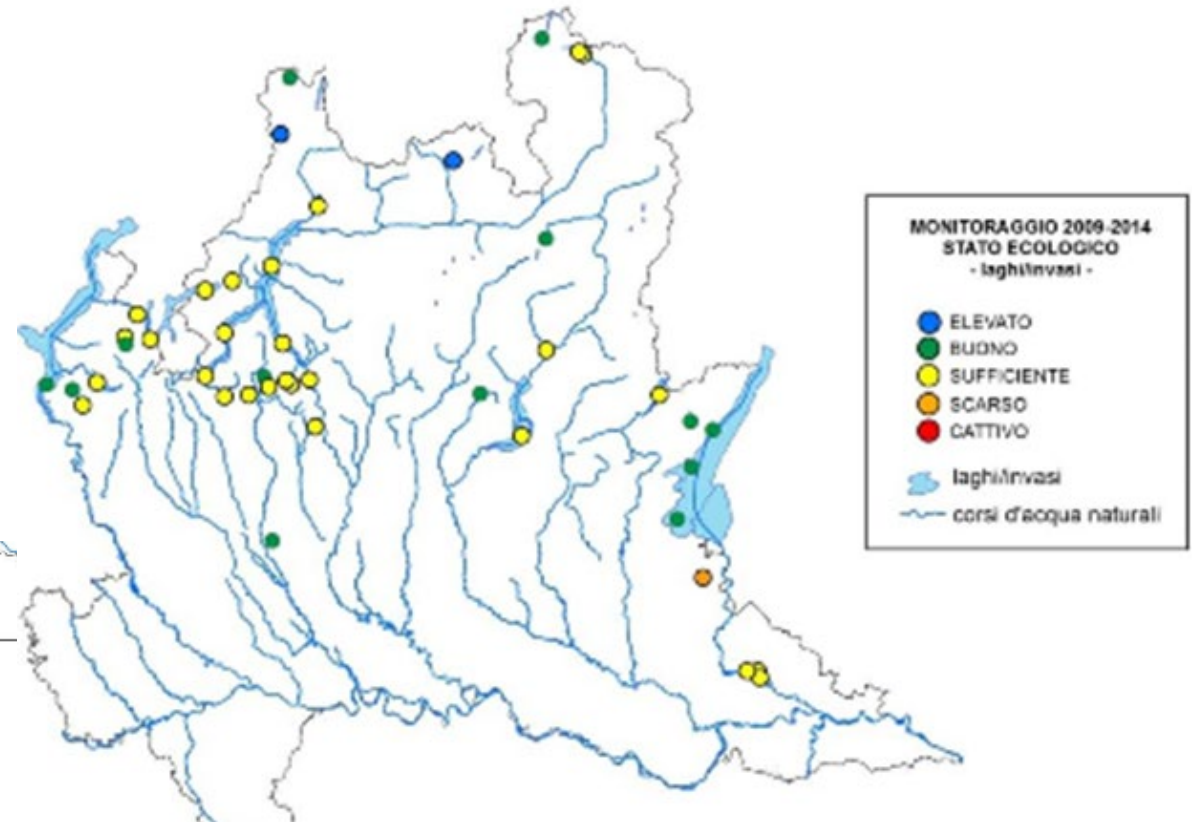 MONITORAGGIO 2009-2014
STATO ECOLOGICO
- laghi/invasi -
ELEVATO
BUONO
SUFFICIENTE
SCARSO
CATTIVO
laghi/invasi
corsi d'acqua naturali